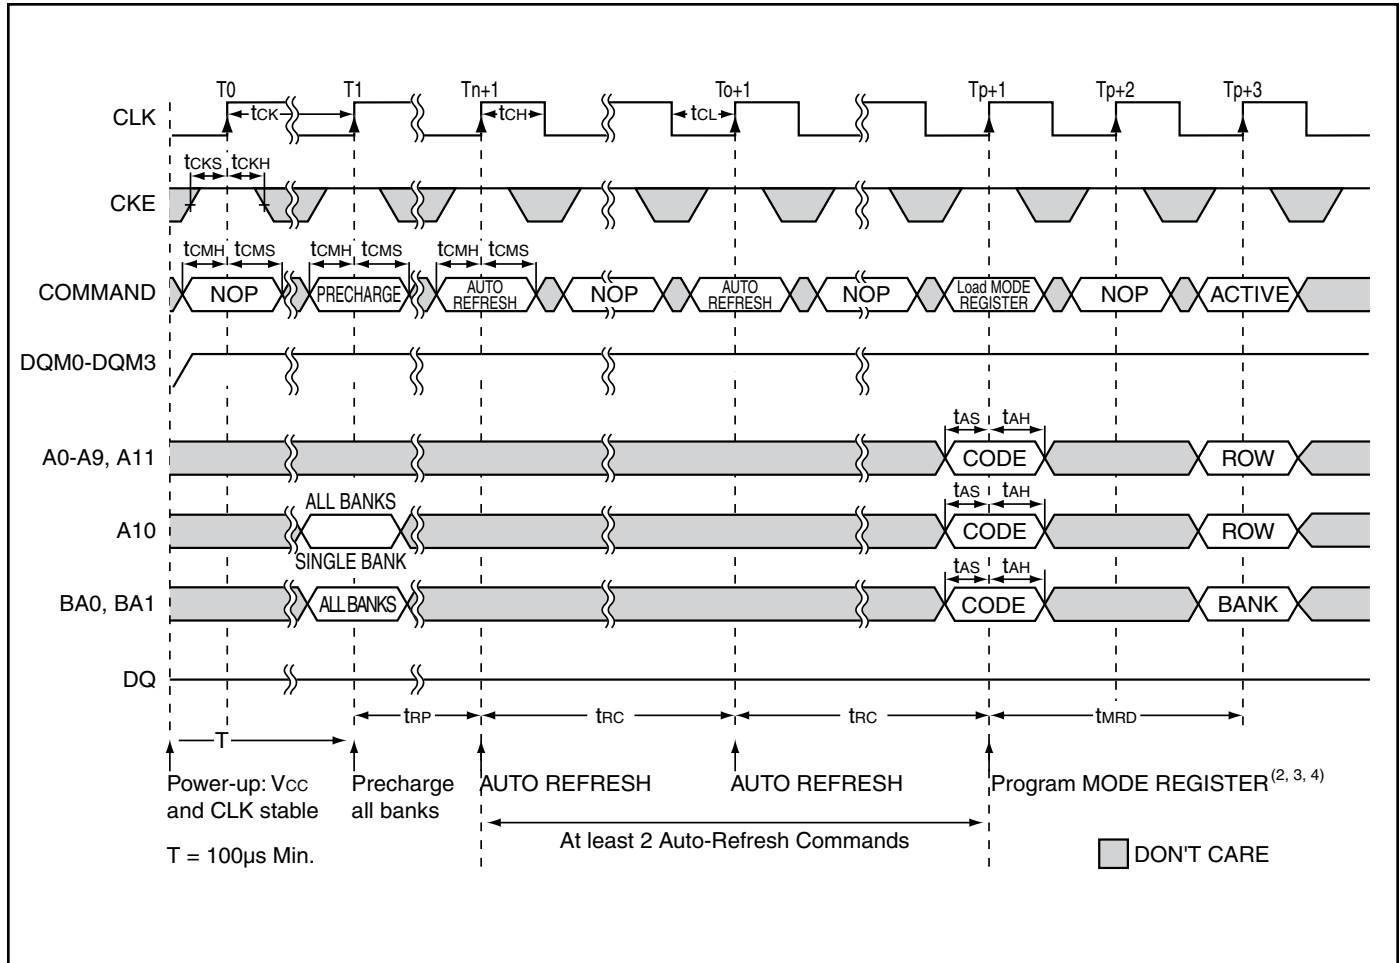 T0 T1 Tn+1 To+1 Tp+1 Tp+2 Tp+3
CLK tCK tCH tCL
tCKS tCKH
CKE
tCMH tCMS tCMH tCMS tCMH tCMS
COMMAND NOP PRECHARGE AUTO REFRESH NOP AUTO REFRESH NOP Load MODE REGISTER NOP ACTIVE
DQM0-DQM3
tAS tAH
A0-A9, A11 CODE ROW
ALL BANKS tAS tAH
A10 CODE ROW
SINGLE BANK tAS tAH
BA0, BA1 ALL BANKS CODE BANK
DQ
tRP tRC tRC tMRD
T
Power-up: VCC Precharge AUTO REFRESH AUTO REFRESH Program MODE REGISTER(2, 3, 4)
and CLK stable all banks
At least 2 Auto-Refresh Commands
T = 100µs Min. DON'T CARE